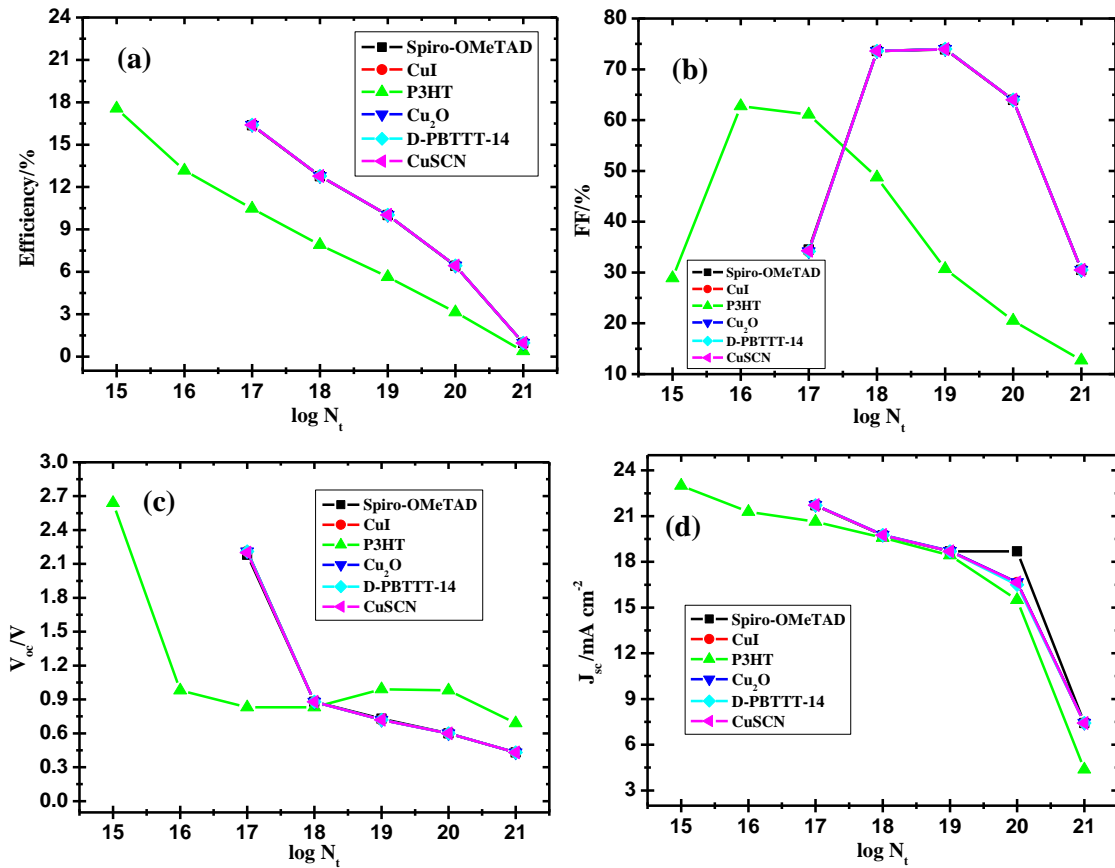 24
21
18
15
12
9
6
3
0
Efficiency/%
(a)
Spiro-OMeTAD
CuI
P3HT
Cu₂O
D-PBTTT-14
CuSCN
15 16 17 18 19 20 21
log Nₜ
80
70
60
50
40
30
20
10
FF/%
(b)
Spiro-OMeTAD
CuI
P3HT
Cu₂O
D-PBTTT-14
CuSCN
15 16 17 18 19 20 21
log Nₜ
3.0
2.7
2.4
2.1
1.8
1.5
1.2
0.9
0.6
0.3
0.0
V_oc/V
(c)
Spiro-OMeTAD
CuI
P3HT
Cu₂O
D-PBTTT-14
CuSCN
15 16 17 18 19 20 21
log Nₜ
24
21
18
15
12
9
6
3
J_sc/mA cm⁻²
(d)
Spiro-OMeTAD
CuI
P3HT
Cu₂O
D-PBTTT-14
CuSCN
15 16 17 18 19 20 21
log Nₜ